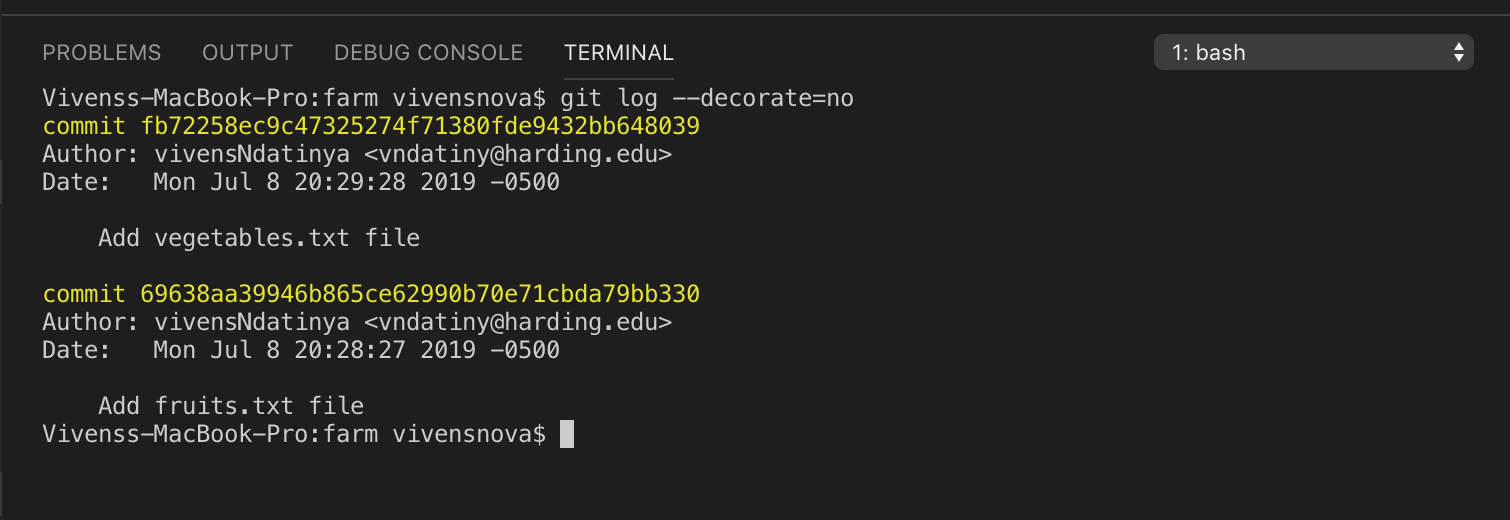 PROBLEMS OUTPUT DEBUG CONSOLE TERMINAL 1: bash
Vivenss-MacBook-Pro:farm vivensnova$ git log --decorate=no
commit fb72258ec9c47325274f71380fde9432bb648039
Author: vivensNdatinya <vndatiny@harding.edu>
Date:   Mon Jul 8 20:29:28 2019 -0500
    Add vegetables.txt file
commit 69638aa39946b865ce62990b70e71cbda79bb330
Author: vivensNdatinya <vndatiny@harding.edu>
Date:   Mon Jul 8 20:28:27 2019 -0500
    Add fruits.txt file
Vivenss-MacBook-Pro:farm vivensnova$